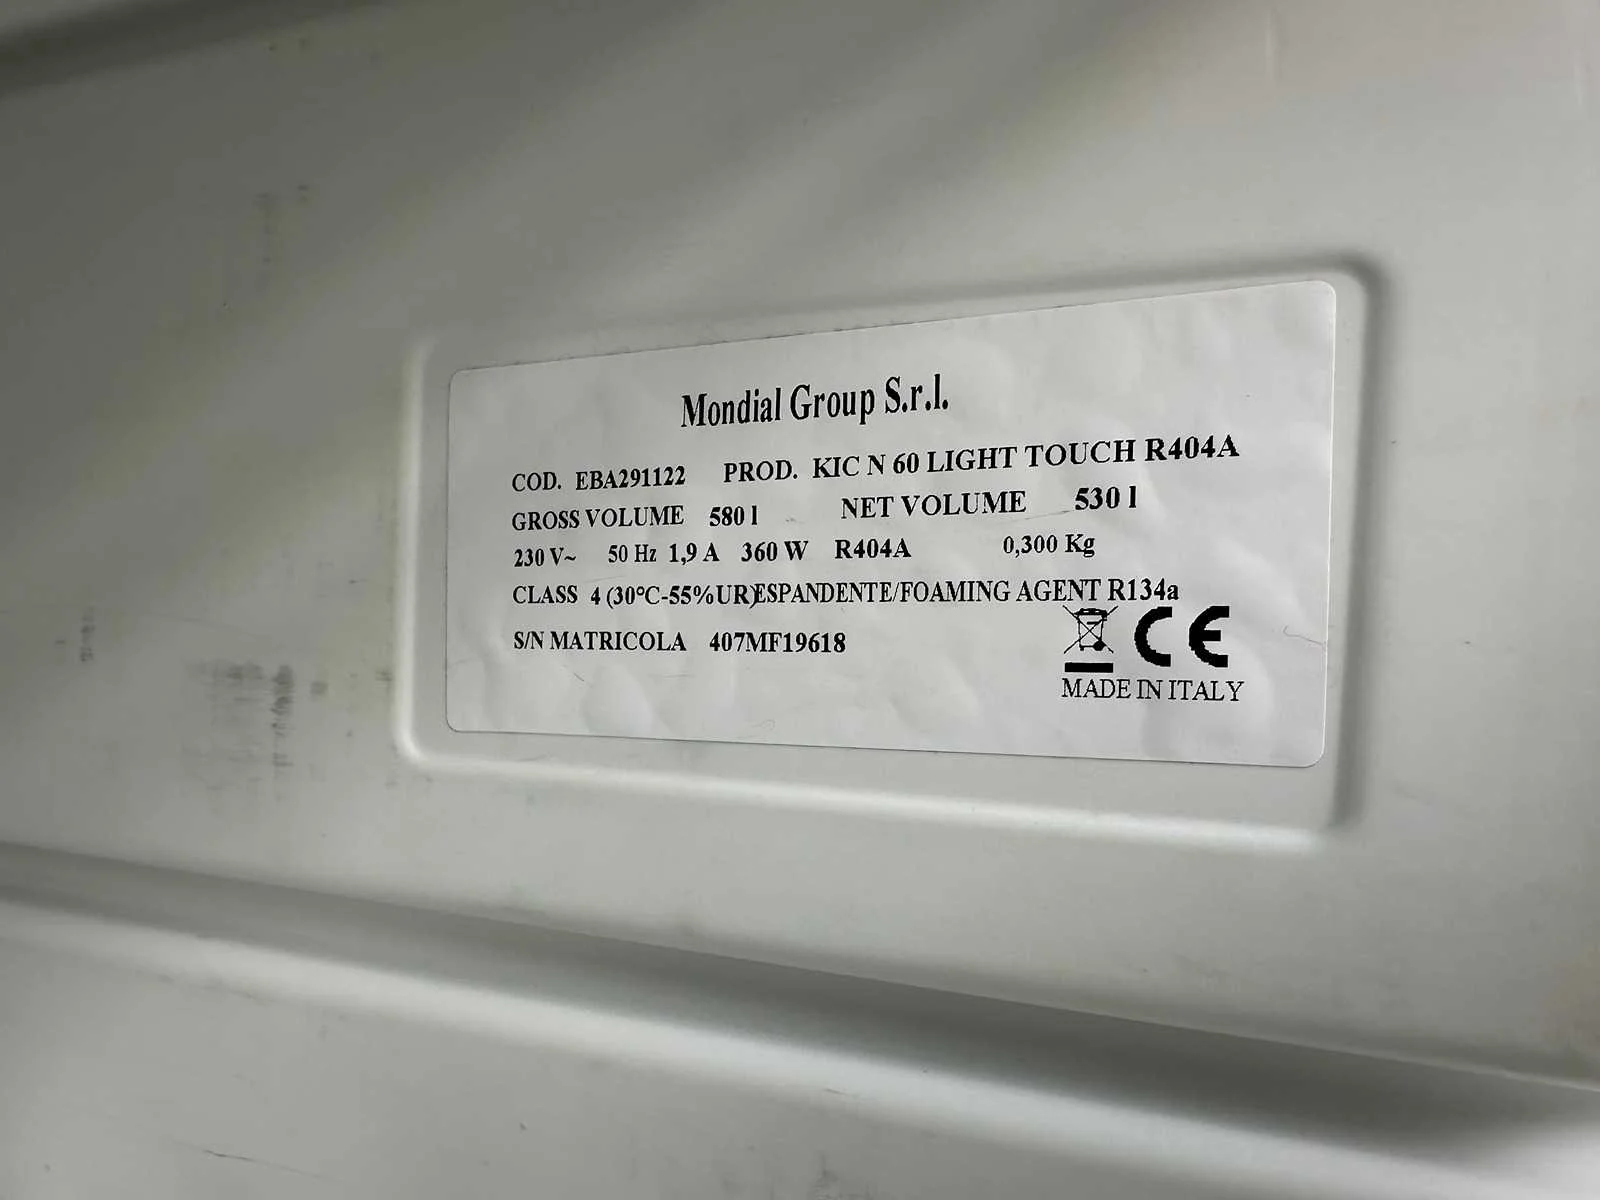 Mondial Group S.r.l.
COD. EBA291122 PROD. KIC N 60 LIGHT TOUCH R404A
GROSS VOLUME 580 l NET VOLUME 530 l
230 V~ 50 Hz 1,9 A 360 W R404A 0,300 Kg
CLASS 4 (30°C-55%UR)ESPANDENTE/FOAMING AGENT R134a
S/N MATRICOLA 407MF19618
CE
MADE IN ITALY